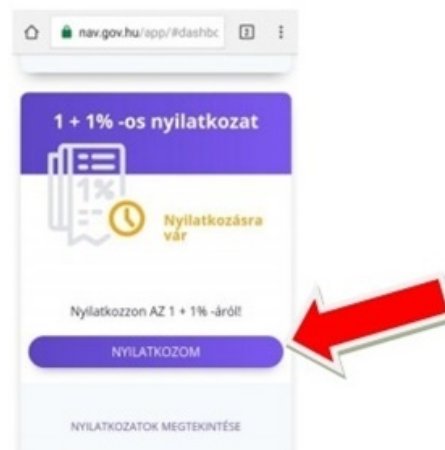 nav.gov.hu/app/#dashbc
2
1 + 1% -os nyilatkozat
1%
Nyilatkozásra
vár
Nyilatkozzon AZ 1 + 1% -áról!
NYILATKOZOM
NYILATKOZATOK MEGTEKINTÉSE